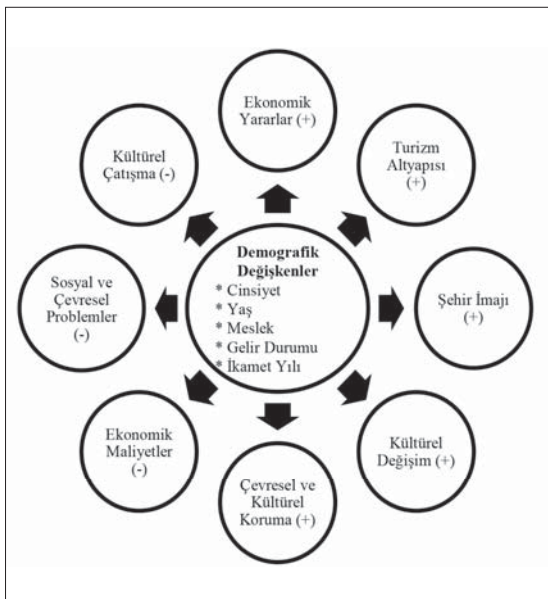 Ekonomik
Yararlar (+)
Turizm
Altyapısı
(+)
Şehir İmajı
(+)
Kültürel
Değişim (+)
Çevresel ve
Kültürel
Koruma (+)
Ekonomik
Maliyetler
(-)
Sosyal ve
Çevresel
Problemler
(-)
Kültürel
Çatışma (-)
Demografik
Değişkenler
* Cinsiyet
* Yaş
* Meslek
* Gelir Durumu
* İkamet Yılı